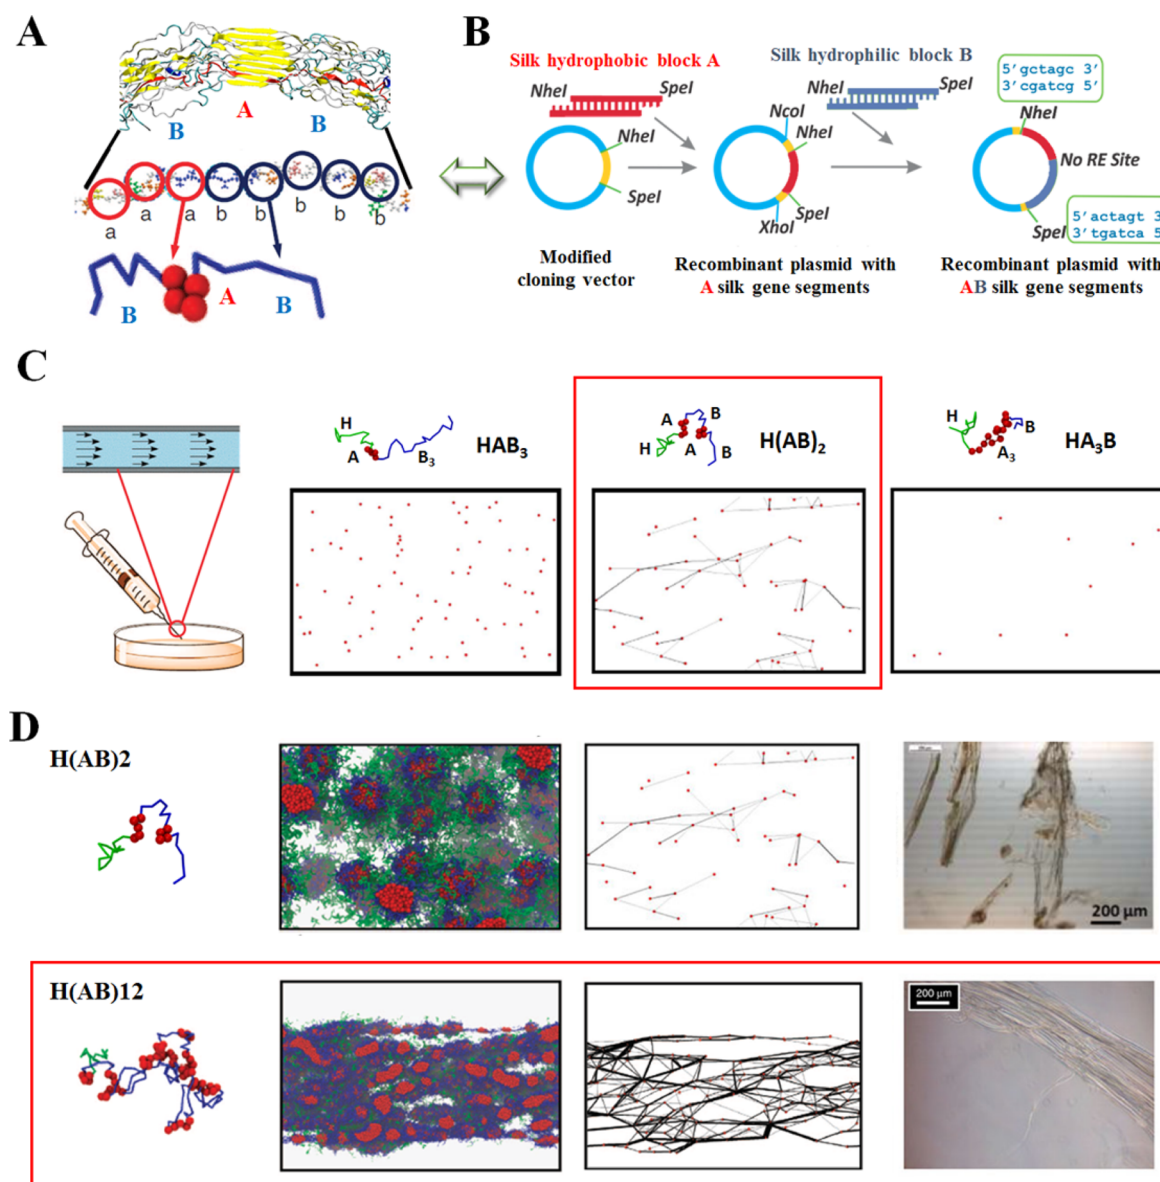 A
B
A
B
a
a
a
b
b
b
b
b
B
A
B
B
Silk hydrophobic block A
NheI
SpeI
NheI
SpeI
Modified
cloning vector
Silk hydrophilic block B
NheI
SpeI
NcoI
NheI
SpeI
XhoI
Recombinant plasmid with
A silk gene segments
5'gctagc 3'
3'cgatcg 5'
NheI
No RE Site
SpeI
5'actagt 3
3'tgatca 5
Recombinant plasmid with
AB silk gene segments
C
H
A
B3
HAB3
H
A
B
A
B
H(AB)2
H
A3
B
HA3B
D
H(AB)2
200 μm
H(AB)12
200 μm